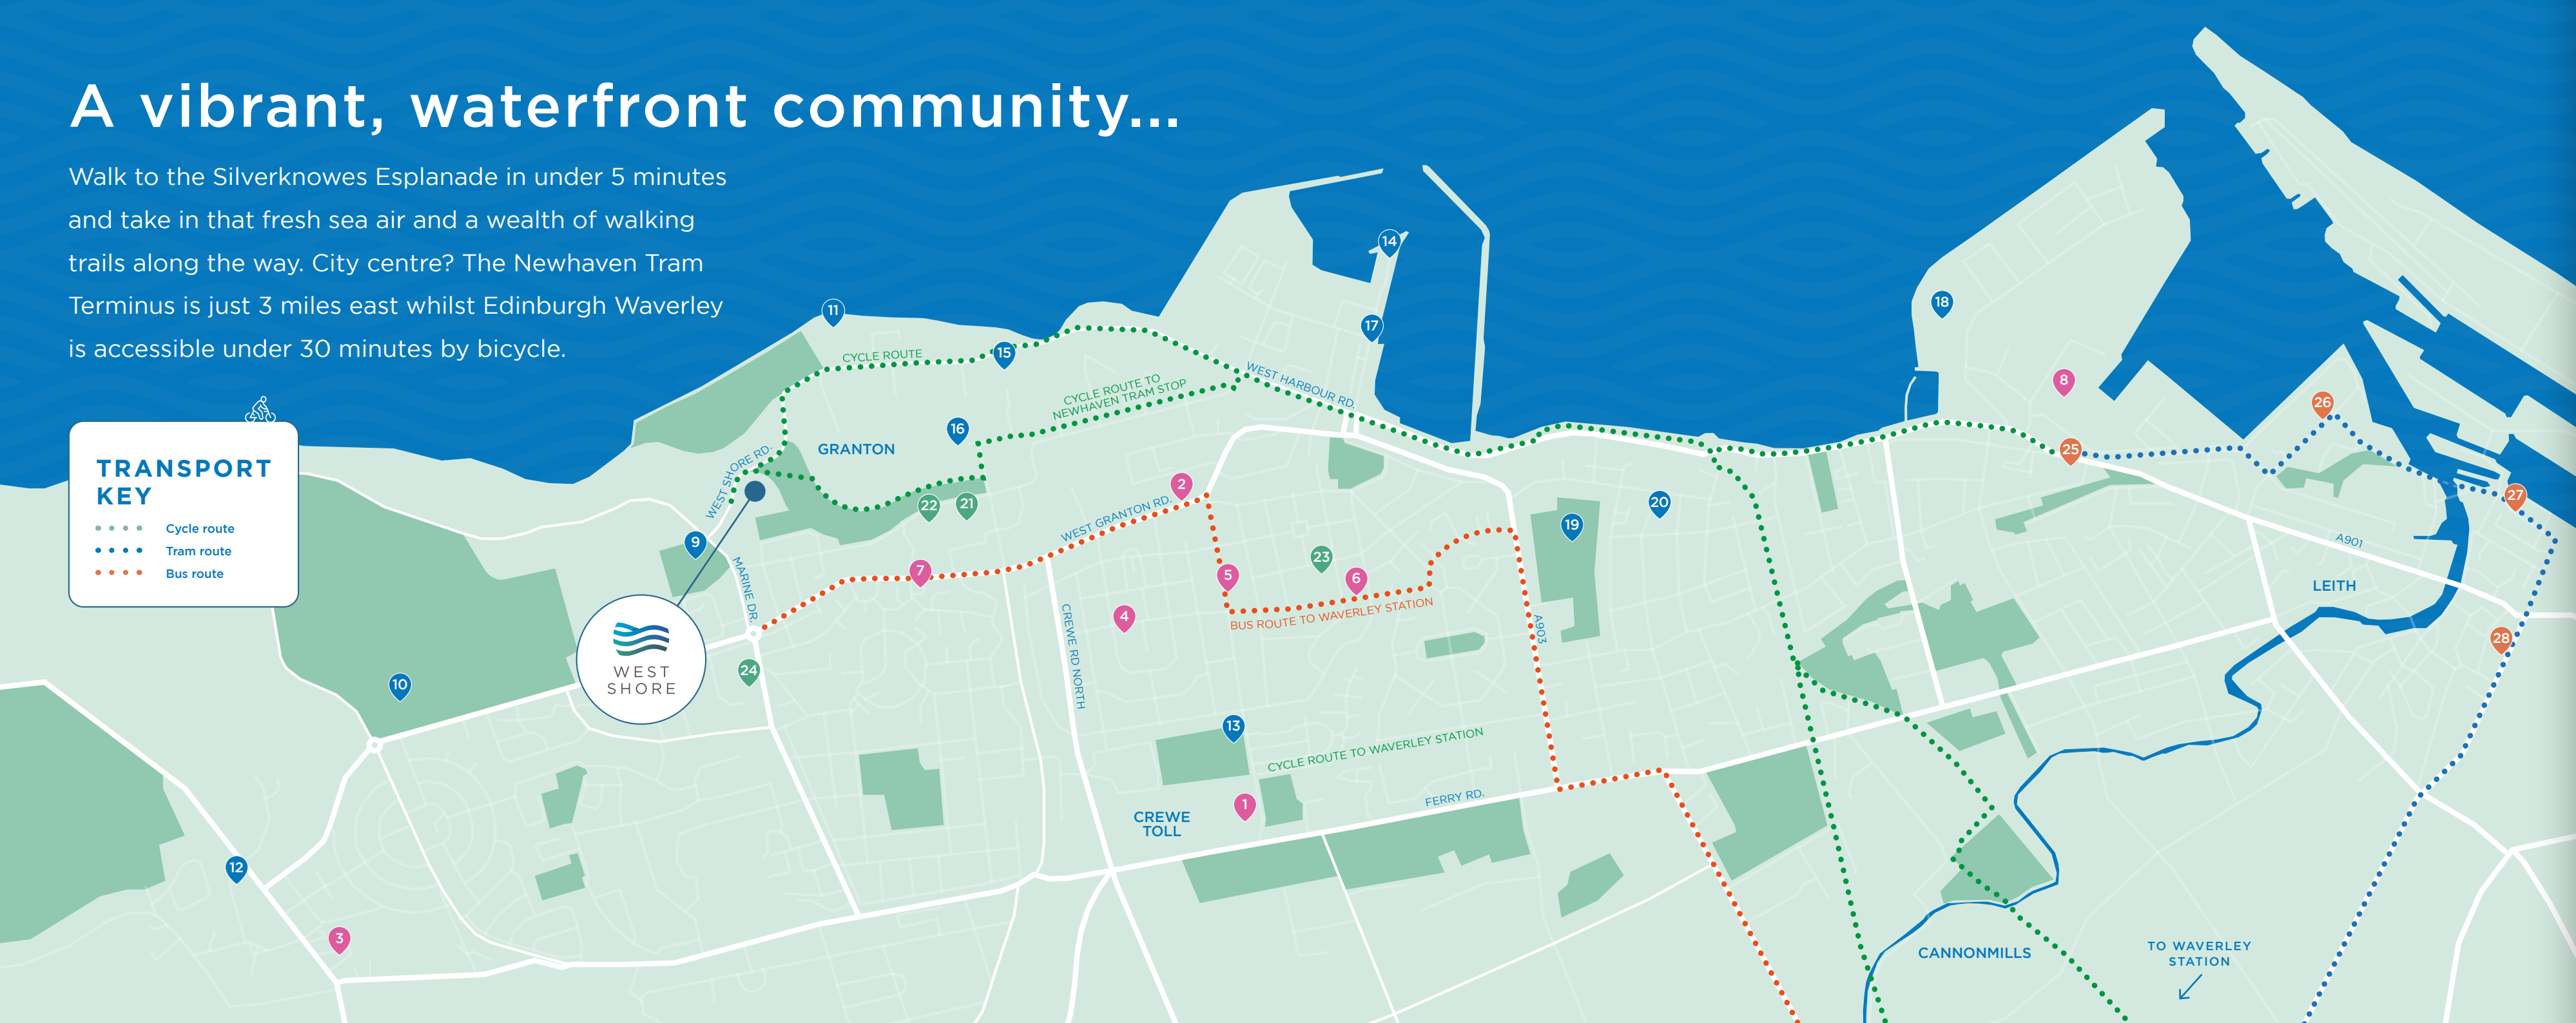 A vibrant, waterfront community...
Walk to the Silverknowes Esplanade in under 5 minutes
and take in that fresh sea air and a wealth of walking
trails along the way. City centre? The Newhaven Tram
Terminus is just 3 miles east whilst Edinburgh Waverley
is accessible under 30 minutes by bicycle.
TRANSPORT
KEY
Cycle route
Tram route
Bus route
11
14
17
18
15
CYCLE ROUTE
CYCLE ROUTE TO
NEWHAVEN TRAM STOP
WEST HARBOUR RD.
8
26
16
GRANTON
WEST SHORE RD.
25
2
22
21
WEST GRANTON RD.
19
20
27
9
7
MARINE DR.
5
23
6
A901
LEITH
4
CREWE RD NORTH
BUS ROUTE TO WAVERLEY STATION
A903
28
WEST
SHORE
24
10
13
CYCLE ROUTE TO WAVERLEY STATION
1
FERRY RD.
CREWE
TOLL
12
3
CANNONMILLS
TO WAVERLEY
STATION